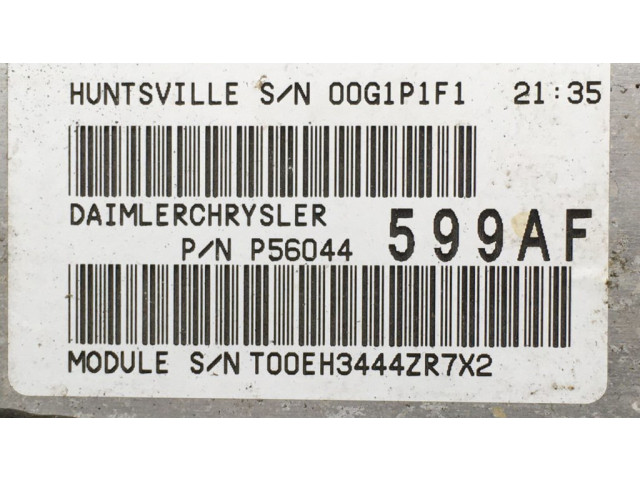 HUNTSVILLE S/N 00G1P1F1 21:35
DAIMLERCHRYSLER
P/N P56044 599AF
MODULE S/N T00EH3444ZR7X2